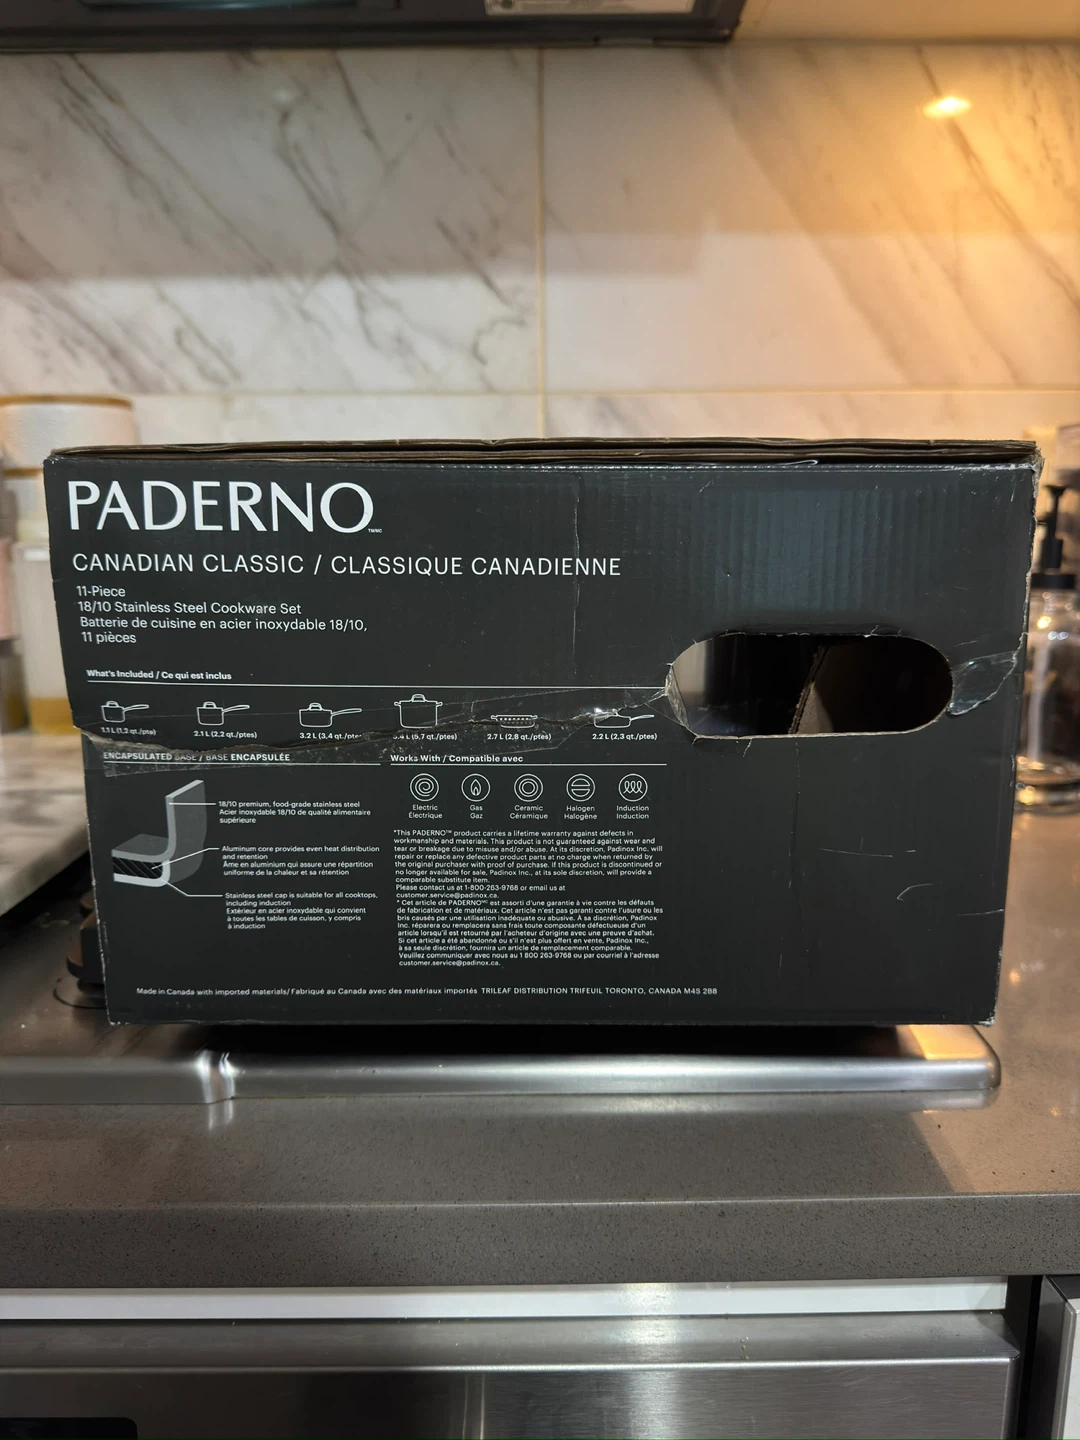 PADERNO
TM/MC
CANADIAN CLASSIC / CLASSIQUE CANADIENNE
11-Piece
18/10 Stainless Steel Cookware Set
Batterie de cuisine en acier inoxydable 18/10,
11 pièces
What's Included / Ce qui est inclus
1.1 L (1,2 qt./pte) 2.1 L (2,2 qt./ptes) 3.2 L (3,4 qt./ptes) 5.4 L (5,7 qt./ptes) 2.7 L (2,8 qt./ptes) 2.2 L (2,3 qt./ptes)
ENCAPSULATED BASE / BASE ENCAPSULÉE
18/10 premium, food-grade stainless steel
Acier inoxydable 18/10 de qualité alimentaire
supérieure
Aluminum core provides even heat distribution
and retention
Âme en aluminium qui assure une répartition
uniforme de la chaleur et sa rétention
Stainless steel cap is suitable for all cooktops,
including induction
Extérieur en acier inoxydable qui convient
à toutes les tables de cuisson, y compris
à induction
Works With / Compatible avec
Electric Gas Ceramic Halogen Induction
Électrique Gaz Céramique Halogène Induction
*This PADERNO™ product carries a lifetime warranty against defects in
workmanship and materials. This product is not guaranteed against wear and
tear or breakage due to misuse and/or abuse. At its discretion, Padinox Inc. will
repair or replace any defective product parts at no charge when returned by
the original purchaser with proof of purchase. If this product is discontinued or
no longer available for sale, Padinox Inc., at its sole discretion, will provide a
comparable substitute item.
Please contact us at 1-800-263-9768 or email us at
customer.service@padinox.ca.
* Cet article de PADERNO MC est assorti d'une garantie à vie contre les défauts
de fabrication et de matériaux. Cet article n'est pas garanti contre l'usure ou les
bris causés par une utilisation inadéquate ou abusive. À sa discrétion, Padinox
Inc. réparera ou remplacera sans frais toute composante défectueuse d'un
article lorsqu'il est retourné par l'acheteur d'origine avec une preuve d'achat.
Si cet article a été abandonné ou s'il n'est plus offert en vente, Padinox Inc.,
à sa seule discrétion, fournira un article de remplacement comparable.
Veuillez communiquer avec nous au 1 800 263-9768 ou par courriel à l'adresse
customer.service@padinox.ca.
Made in Canada with imported materials/ Fabriqué au Canada avec des matériaux importés TRILEAF DISTRIBUTION TRIFEUIL TORONTO, CANADA M4S 2B8